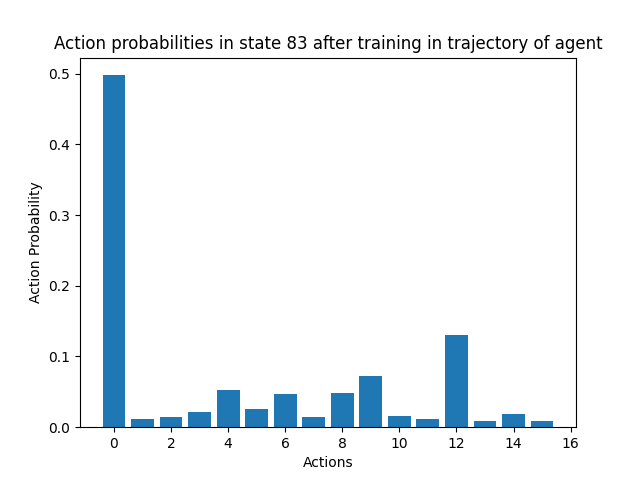 Action probabilities in state 83 after training in trajectory of agent
0.5
0.4
0.3
0.2
0.1
0.0
Action Probability
0 2 4 6 8 10 12 14 16
Actions